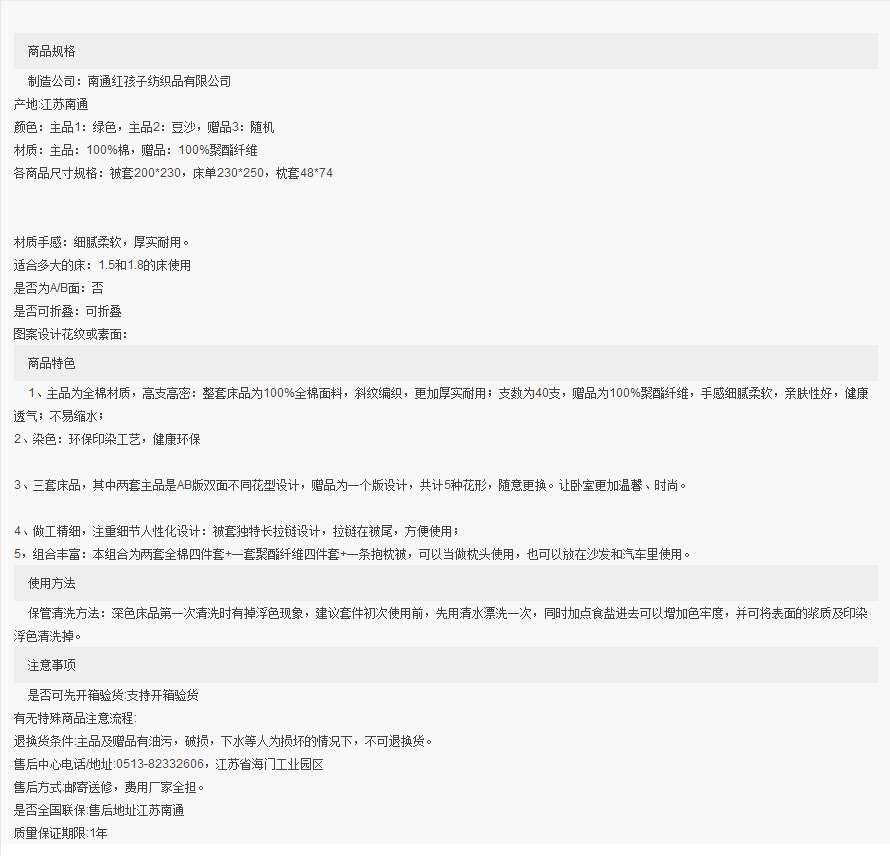 商品规格
制造公司：南通红孩子纺织品有限公司
产地:江苏南通
颜色：主品1：绿色，主品2：豆沙，赠品3：随机
材质：主品：100%棉，赠品：100%聚酯纤维
各商品尺寸规格：被套200*230，床单230*250，枕套48*74
材质手感：细腻柔软，厚实耐用。
适合多大的床：1.5和1.8的床使用
是否为A/B面：否
是否可折叠：可折叠
图案设计花纹或素面：
商品特色
1、主品为全棉材质，高支高密：整套床品为100%全棉面料，斜纹编织，更加厚实耐用；支数为40支，赠品为100%聚酯纤维，手感细腻柔软，亲肤性好，健康
透气；不易缩水；
2、染色：环保印染工艺，健康环保
3、三套床品，其中两套主品是AB版双面不同花型设计，赠品为一个版设计，共计5种花形，随意更换。让卧室更加温馨、时尚。
4、做工精细，注重细节人性化设计：被套独特长拉链设计，拉链在被尾，方便使用；
5，组合丰富：本组合为两套全棉四件套+一套聚酯纤维四件套+一条抱枕被，可以当做枕头使用，也可以放在沙发和汽车里使用。
使用方法
保管清洗方法：深色床品第一次清洗时有掉浮色现象，建议套件初次使用前，先用清水漂洗一次，同时加点食盐进去可以增加色牢度，并可将表面的浆质及印染
浮色清洗掉。
注意事项
是否可先开箱验货:支持开箱验货
有无特殊商品注意流程:
退换货条件:主品及赠品有油污，破损，下水等人为损坏的情况下，不可退换货。
售后中心电话/地址:0513-82332606，江苏省海门工业园区
售后方式:邮寄送修，费用厂家全担。
是否全国联保:售后地址江苏南通
质量保证期限:1年